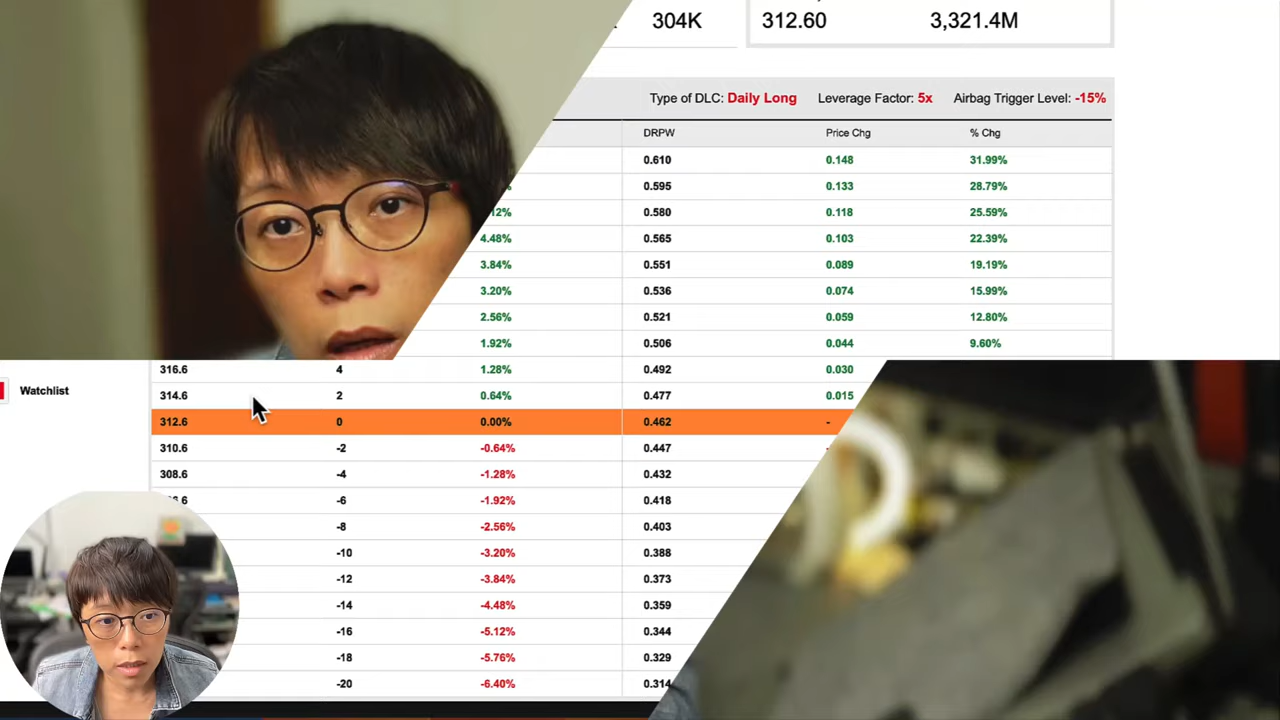 304K 312.60 3,321.4M
Type of DLC: Daily Long Leverage Factor: 5x Airbag Trigger Level: -15%
DRPW Price Chg % Chg
0.610 0.148 31.99%
0.595 0.133 28.79%
12% 0.580 0.118 25.59%
4.48% 0.565 0.103 22.39%
3.84% 0.551 0.089 19.19%
3.20% 0.536 0.074 15.99%
2.56% 0.521 0.059 12.80%
1.92% 0.506 0.044 9.60%
316.6 4 1.28% 0.492 0.030
Watchlist
314.6 2 0.64% 0.477 0.015
312.6 0 0.00% 0.462 -
310.6 -2 -0.64% 0.447
308.6 -4 -1.28% 0.432
6.6 -6 -1.92% 0.418
-8 -2.56% 0.403
-10 -3.20% 0.388
-12 -3.84% 0.373
-14 -4.48% 0.359
-16 -5.12% 0.344
-18 -5.76% 0.329
-20 -6.40% 0.314